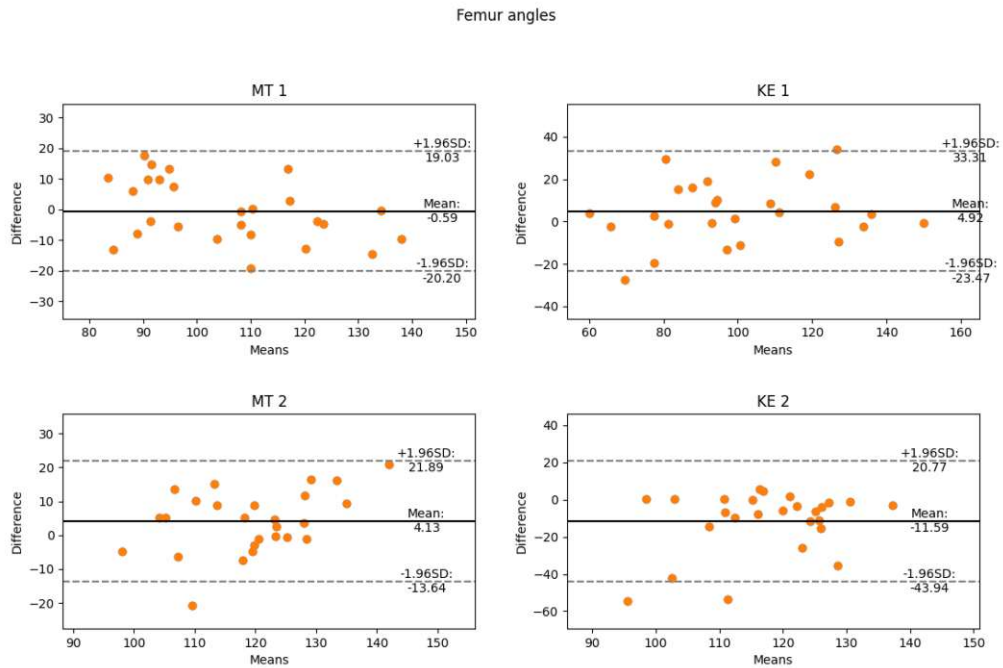 Femur angles
MT 1
Difference
30
20
10
0
−10
−20
−30
+1.96SD:
19.03
Mean:
-0.59
-1.96SD:
-20.20
80 90 100 110 120 130 140 150
Means
KE 1
Difference
40
20
0
−20
−40
+1.96SD:
33.31
Mean:
4.92
-1.96SD:
-23.47
60 80 100 120 140 160
Means
MT 2
Difference
30
20
10
0
−10
−20
+1.96SD:
21.89
Mean:
4.13
-1.96SD:
-13.64
90 100 110 120 130 140 150
Means
KE 2
Difference
40
20
0
−20
−40
−60
+1.96SD:
20.77
Mean:
-11.59
-1.96SD:
-43.94
90 100 110 120 130 140 150
Means